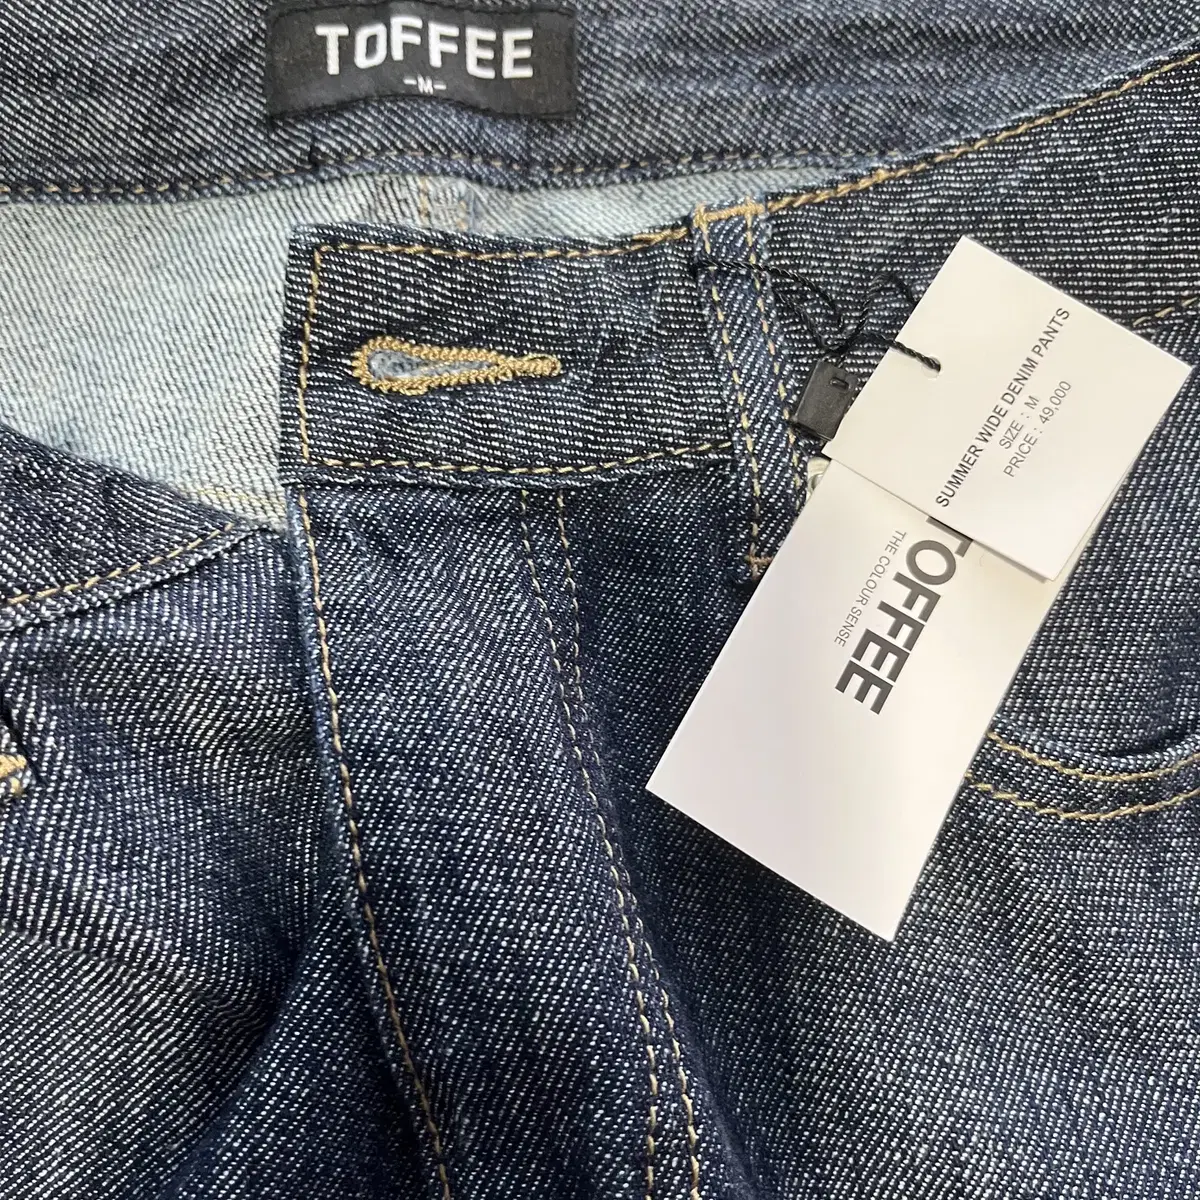 TOFFEE
-M-
SUMMER WIDE DENIM PANTS
SIZE : M
PRICE : 49,000
TOFFEE
THE COLOUR SENSE